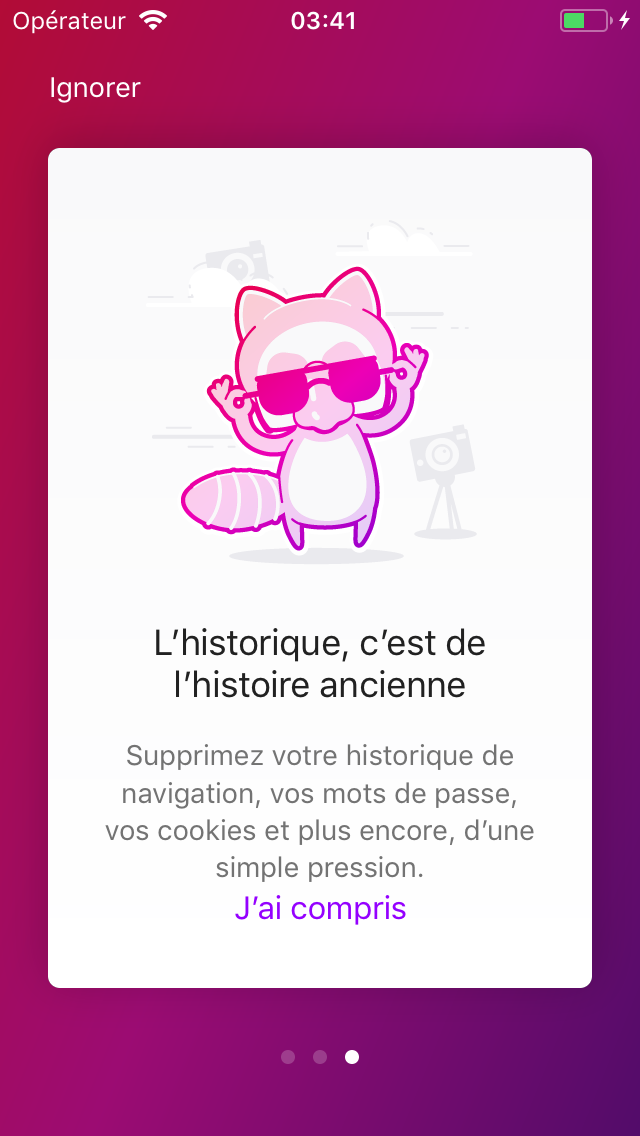 Opérateur 03:41
Ignorer
L’historique, c’est de
l’histoire ancienne
Supprimez votre historique de
navigation, vos mots de passe,
vos cookies et plus encore, d’une
simple pression.
J’ai compris